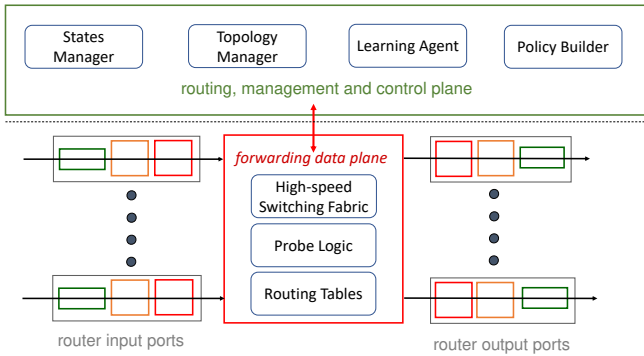 States
Manager
Topology
Manager
Learning Agent
Policy Builder
routing, management and control plane
forwarding data plane
High-speed
Switching Fabric
Probe Logic
Routing Tables
router input ports
router output ports